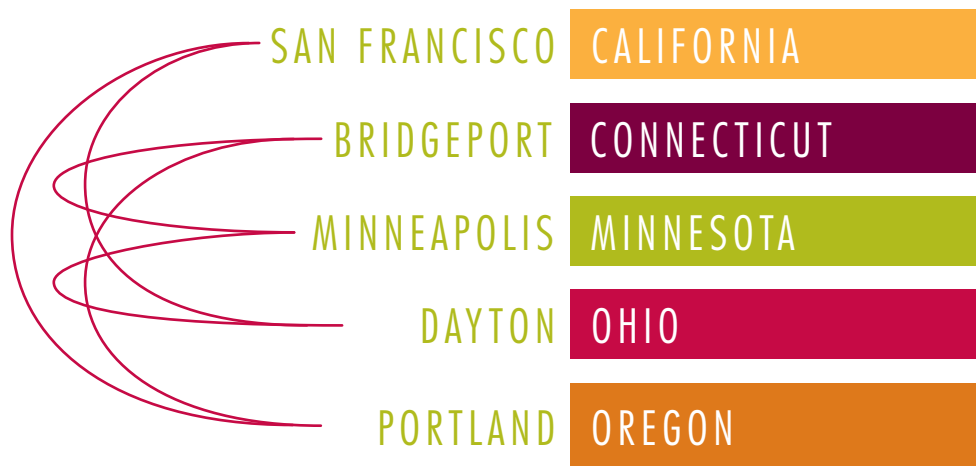 SAN FRANCISCO CALIFORNIA
BRIDGEPORT CONNECTICUT
MINNEAPOLIS MINNESOTA
DAYTON OHIO
PORTLAND OREGON